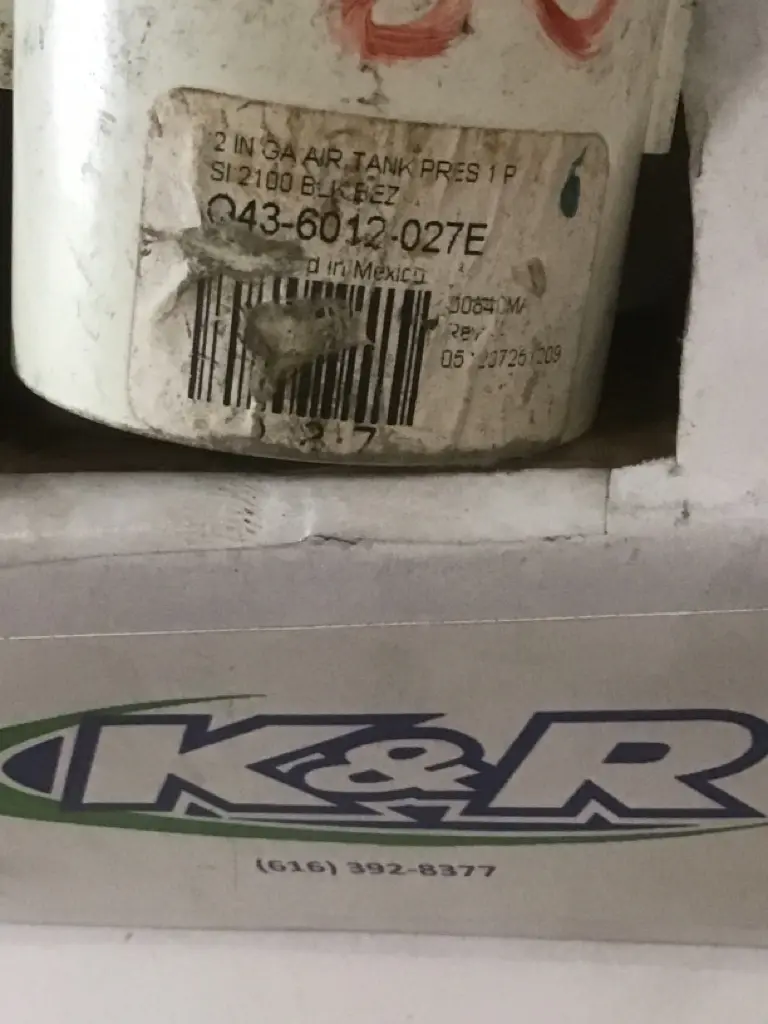 2 IN GA AIR TANK PRES 1 P
SI 2100 BLK BEZ
Q43-6012-027E
d in Mexico
Rev
27
K&R
(616) 392-8377